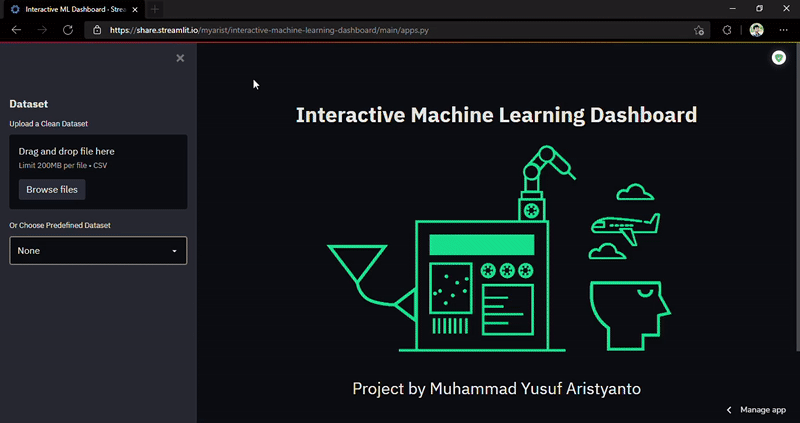 Interactive ML Dashboard - Strea
https://share.streamlit.io/myarist/interactive-machine-learning-dashboard/main/apps.py
Dataset
Upload a Clean Dataset
Drag and drop file here
Limit 200MB per file • CSV
Browse files
Or Choose Predefined Dataset
None
Interactive Machine Learning Dashboard
Project by Muhammad Yusuf Aristyanto
Manage app